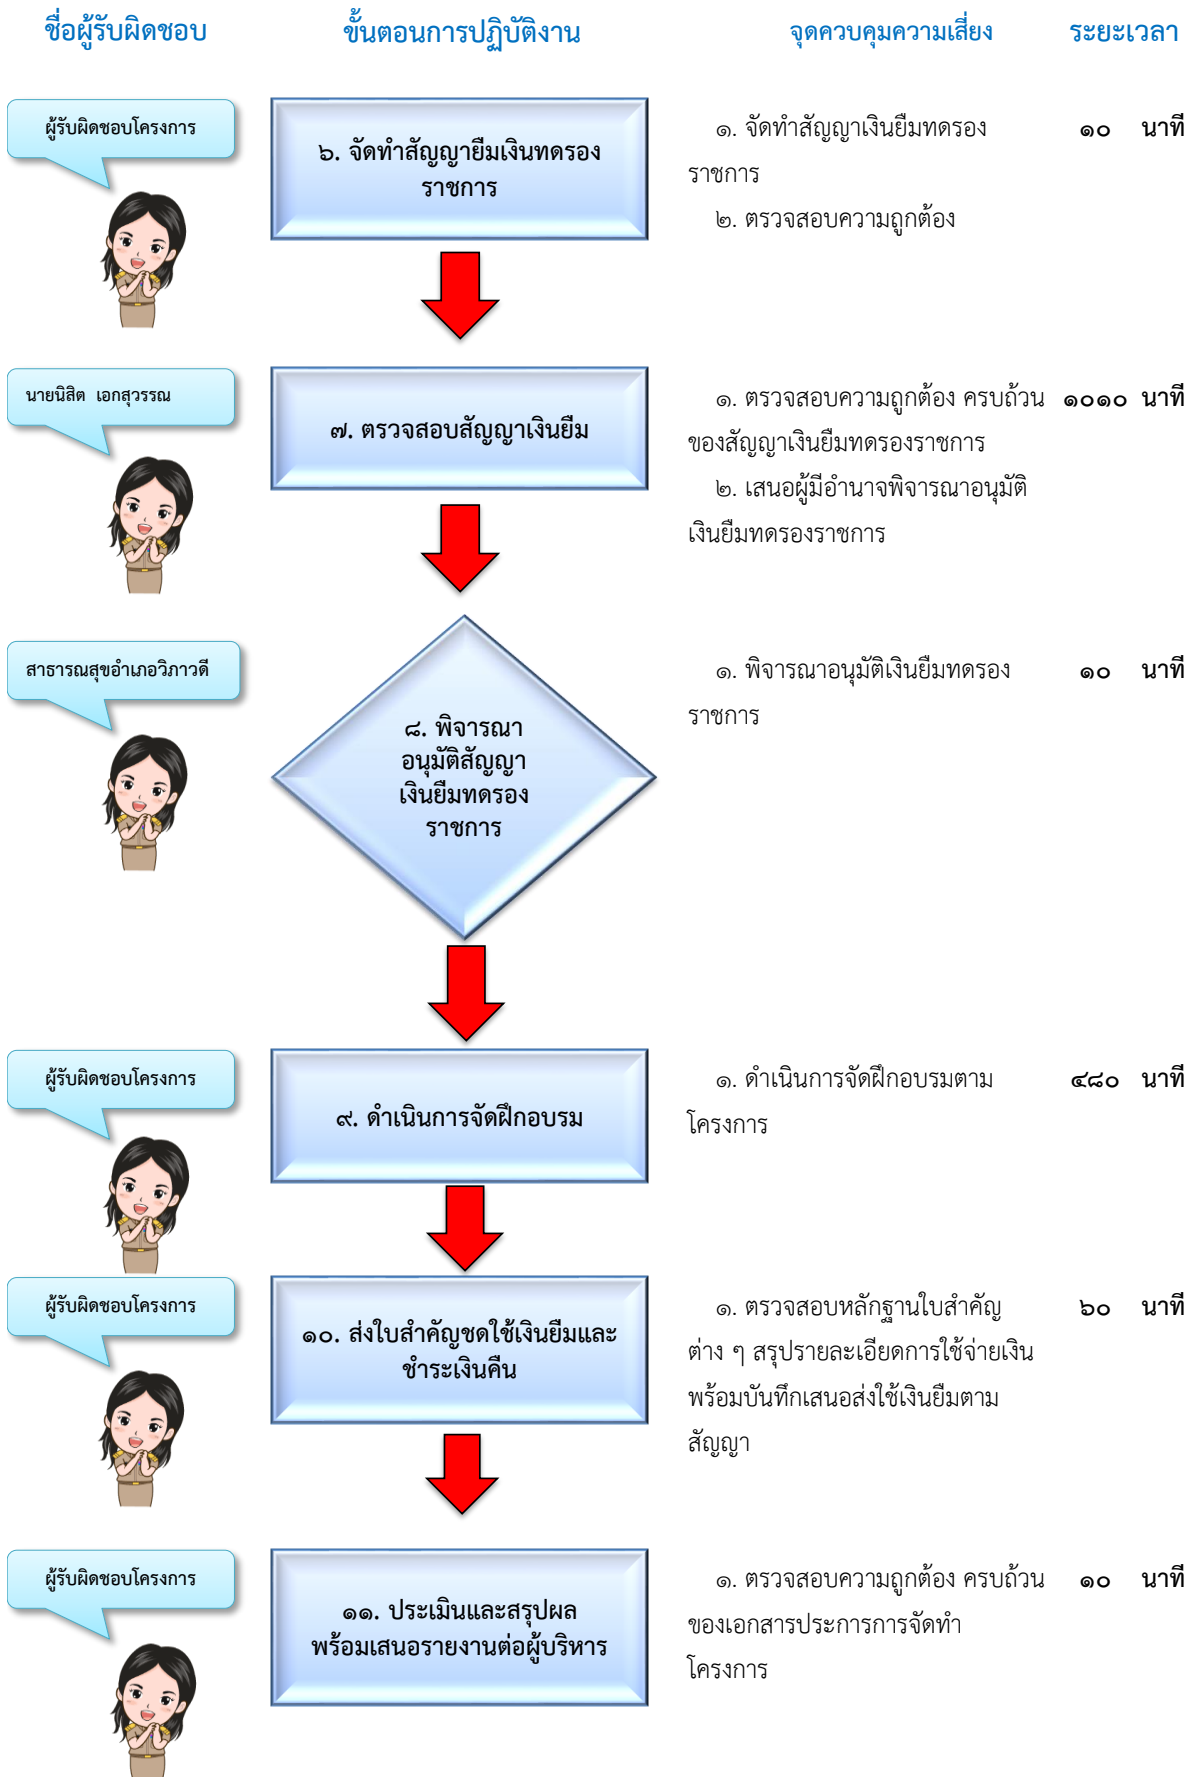 ชื่อผู้รับผิดชอบ ขั้นตอนการปฏิบัติงาน จุดควบคุมความเสี่ยง ระยะเวลา
ผู้รับผิดชอบโครงการ
๖. จัดทำสัญญายืมเงินทดรอง
ราชการ
๑. จัดทำสัญญาเงินยืมทดรอง
ราชการ
๒. ตรวจสอบความถูกต้อง
๑๐ นาที
นายนิสิต เอกสุวรรณ
๗. ตรวจสอบสัญญาเงินยืม
๑. ตรวจสอบความถูกต้อง ครบถ้วน
ของสัญญาเงินยืมทดรองราชการ
๒. เสนอผู้มีอำนาจพิจารณาอนุมัติ
เงินยืมทดรองราชการ
๑๐๑๐ นาที
สาธารณสุขอำเภอวิภาวดี
๘. พิจารณา
อนุมัติสัญญา
เงินยืมทดรอง
ราชการ
๑. พิจารณาอนุมัติเงินยืมทดรอง
ราชการ
๑๐ นาที
ผู้รับผิดชอบโครงการ
๙. ดำเนินการจัดฝึกอบรม
๑. ดำเนินการจัดฝึกอบรมตาม
โครงการ
๔๘๐ นาที
ผู้รับผิดชอบโครงการ
๑๐. ส่งใบสำคัญชดใช้เงินยืมและ
ชำระเงินคืน
๑. ตรวจสอบหลักฐานใบสำคัญ
ต่าง ๆ สรุปรายละเอียดการใช้จ่ายเงิน
พร้อมบันทึกเสนอส่งใช้เงินยืมตาม
สัญญา
๖๐ นาที
ผู้รับผิดชอบโครงการ
๑๑. ประเมินและสรุปผล
พร้อมเสนอรายงานต่อผู้บริหาร
๑. ตรวจสอบความถูกต้อง ครบถ้วน
ของเอกสารประการการจัดทำ
โครงการ
๑๐ นาที